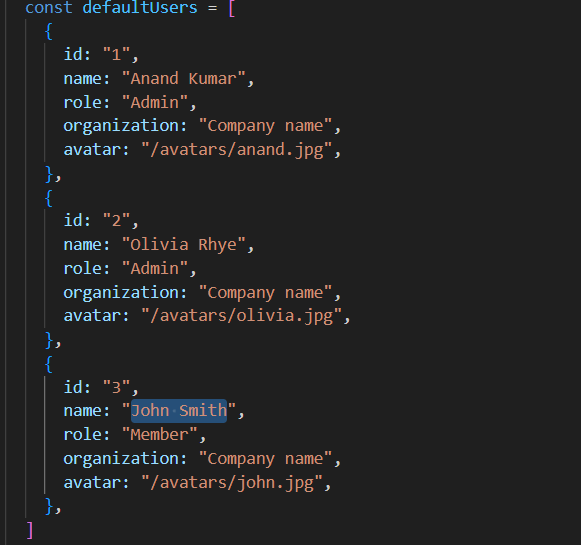 const defaultUsers = [
{
id: "1",
name: "Anand Kumar",
role: "Admin",
organization: "Company name",
avatar: "/avatars/anand.jpg",
},
{
id: "2",
name: "Olivia Rhye",
role: "Admin",
organization: "Company name",
avatar: "/avatars/olivia.jpg",
},
{
id: "3",
name: "John Smith",
role: "Member",
organization: "Company name",
avatar: "/avatars/john.jpg",
},
]